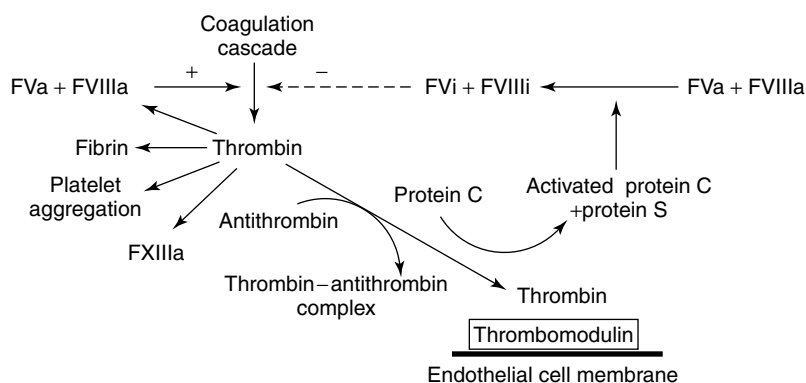 Coagulation
cascade
FVa + FVIIIa
+
−
FVi + FVIIIi
FVa + FVIIIa
Fibrin
Thrombin
Platelet
aggregation
FXIIIa
Antithrombin
Protein C
Activated protein C
+protein S
Thrombin–antithrombin
complex
Thrombin
Thrombomodulin
Endothelial cell membrane